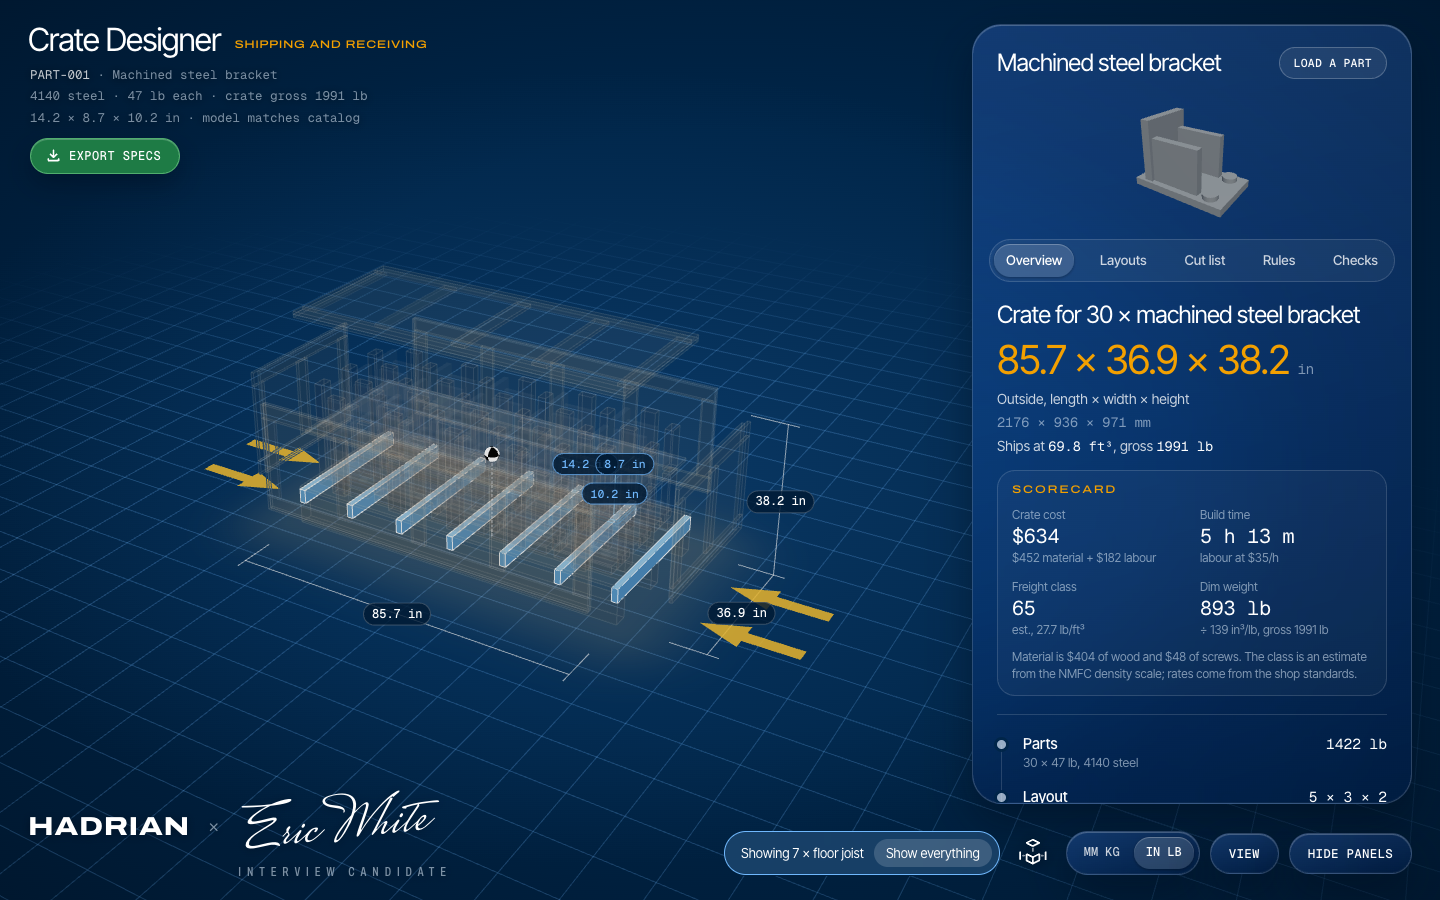 Crate Designer SHIPPING AND RECEIVING
PART-001 · Machined steel bracket
4140 steel · 47 lb each · crate gross 1991 lb
14.2 × 8.7 × 10.2 in · model matches catalog
EXPORT SPECS
14.2
8.7 in
10.2 in
38.2 in
36.9 in
85.7 in
HADRIAN × Eric White
INTERVIEW CANDIDATE
Machined steel bracket LOAD A PART
Overview Layouts Cut list Rules Checks
Crate for 30 × machined steel bracket
85.7 × 36.9 × 38.2 in
Outside, length × width × height
2176 × 936 × 971 mm
Ships at 69.8 ft³, gross 1991 lb
SCORECARD
Crate cost Build time
$634 5 h 13 m
$452 material + $182 labour labour at $35/h
Freight class Dim weight
65 893 lb
est., 27.7 lb/ft³ ÷ 139 in³/lb, gross 1991 lb
Material is $404 of wood and $48 of screws. The class is an estimate
from the NMFC density scale; rates come from the shop standards.
Parts 1422 lb
30 × 47 lb, 4140 steel
Layout 5 × 3 × 2
Showing 7 × floor joist Show everything MM KG IN LB VIEW HIDE PANELS